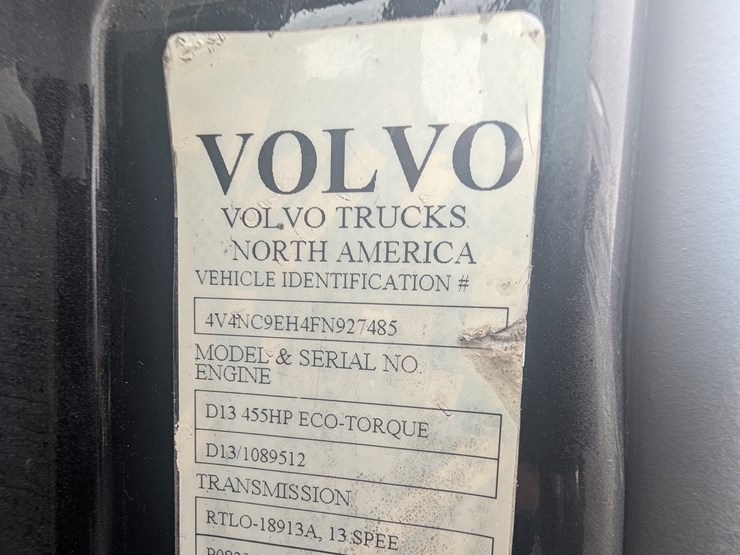 VOLVO
VOLVO TRUCKS
NORTH AMERICA
VEHICLE IDENTIFICATION #
4V4NC9EH4FN927485
MODEL & SERIAL NO.
ENGINE
D13 455HP ECO-TORQUE
D13/1089512
TRANSMISSION
RTLO-18913A, 13 SPEE